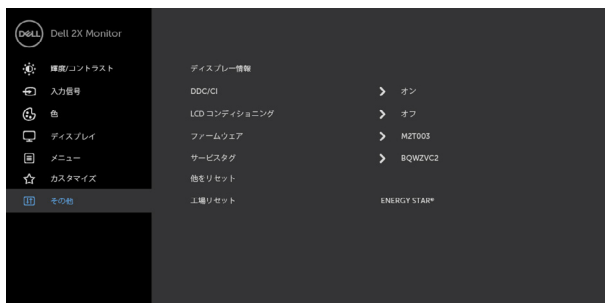 DELL Dell 2X Monitor
輝度/コントラスト
入力信号
色
ディスプレイ
メニュー
カスタマイズ
その他
ディスプレー情報
DDC/CI オン
LCD コンディショニング オフ
ファームウェア M2T003
サービスタグ BQWZVC2
他をリセット
工場リセット ENERGY STAR®